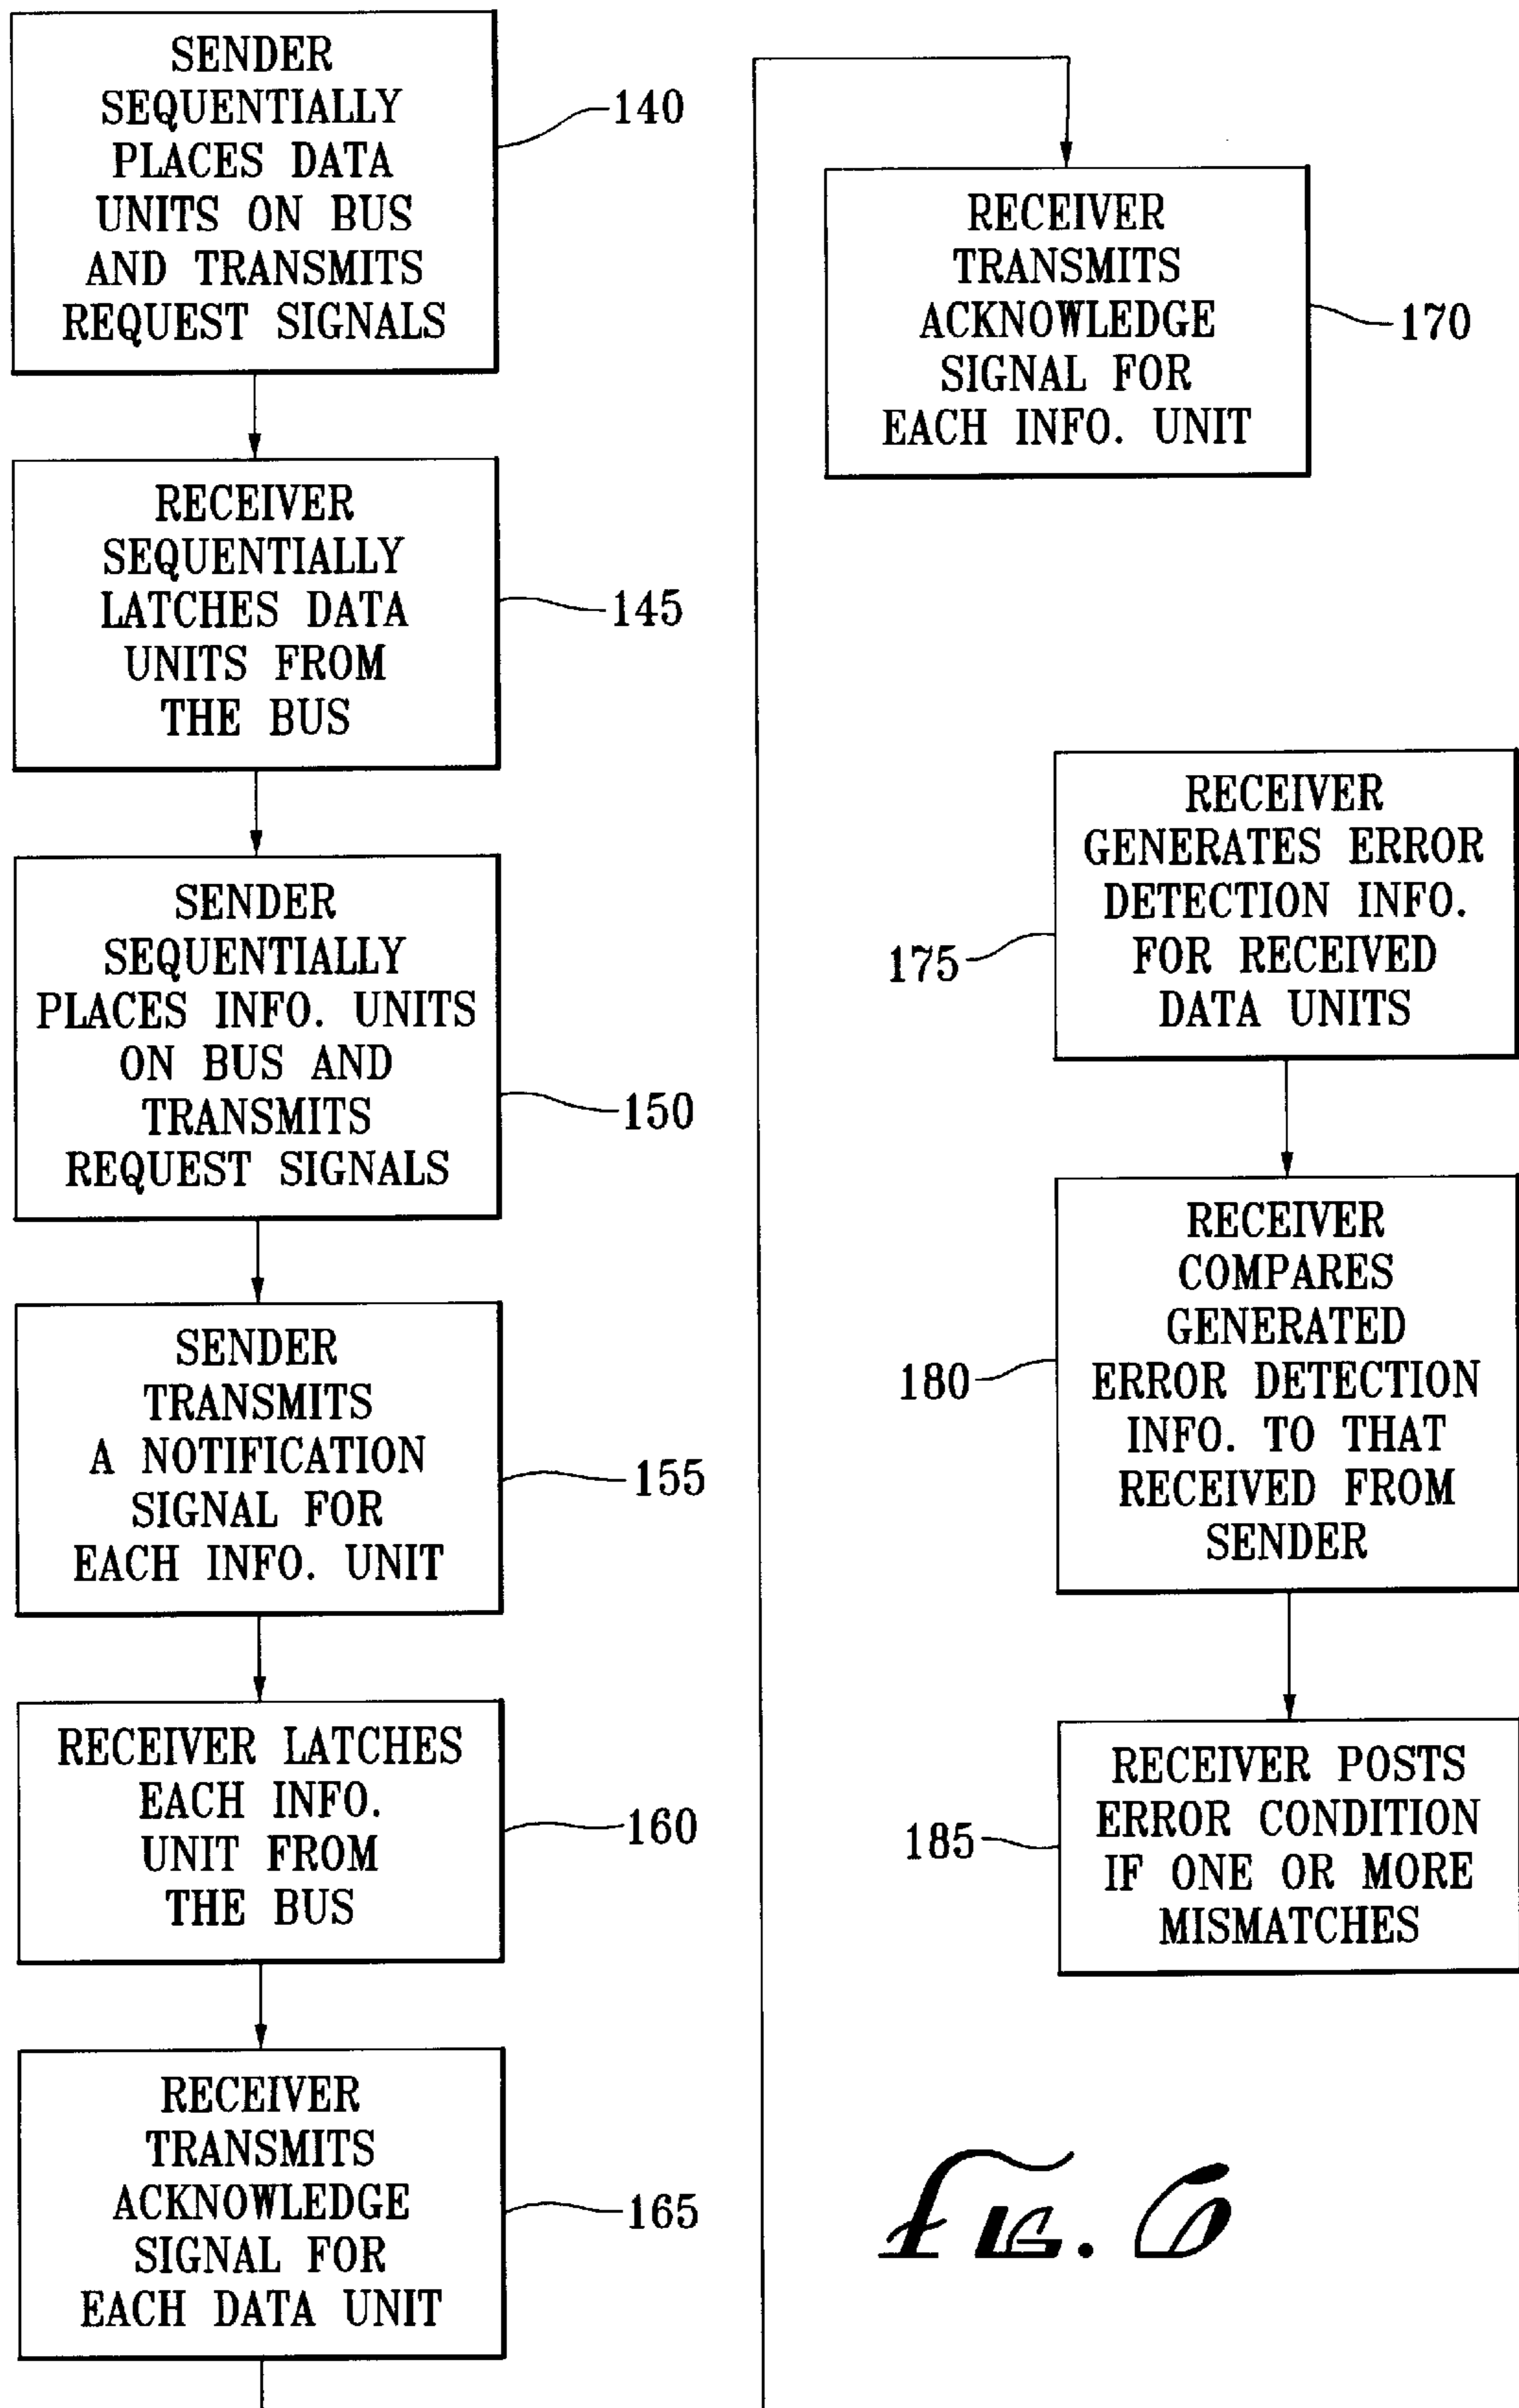 SENDER
SEQUENTIALLY
PLACES DATA
UNITS ON BUS
AND TRANSMITS
REQUEST SIGNALS
140
RECEIVER
SEQUENTIALLY
LATCHES DATA
UNITS FROM
THE BUS
145
SENDER
SEQUENTIALLY
PLACES INFO. UNITS
ON BUS AND
TRANSMITS
REQUEST SIGNALS
150
SENDER
TRANSMITS
A NOTIFICATION
SIGNAL FOR
EACH INFO. UNIT
155
RECEIVER LATCHES
EACH INFO.
UNIT FROM
THE BUS
160
RECEIVER
TRANSMITS
ACKNOWLEDGE
SIGNAL FOR
EACH DATA UNIT
165
RECEIVER
TRANSMITS
ACKNOWLEDGE
SIGNAL FOR
EACH INFO. UNIT
170
RECEIVER
GENERATES ERROR
DETECTION INFO.
FOR RECEIVED
DATA UNITS
175
RECEIVER
COMPARES
GENERATED
ERROR DETECTION
INFO. TO THAT
RECEIVED FROM
SENDER
180
RECEIVER POSTS
ERROR CONDITION
IF ONE OR MORE
MISMATCHES
185
FIG. 6